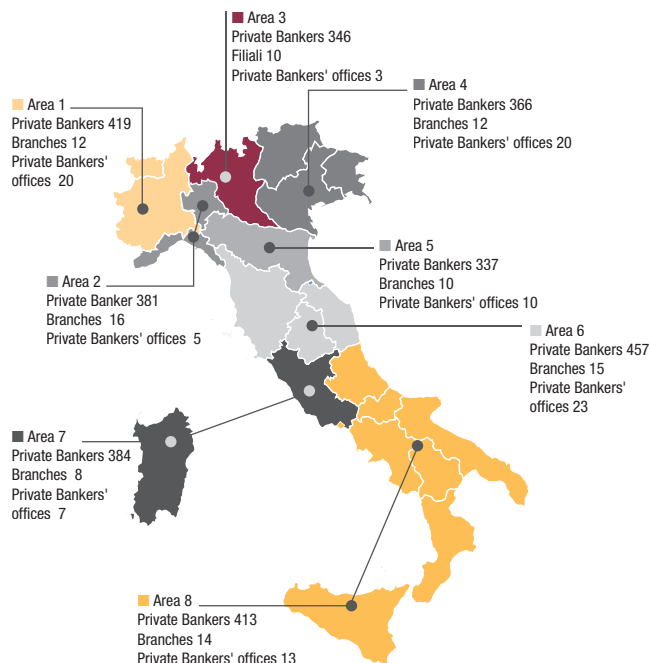 Area 3
Private Bankers 346
Filiali 10
Private Bankers' offices 3
Area 4
Private Bankers 366
Branches 12
Private Bankers' offices 20
Area 1
Private Bankers 419
Branches 12
Private Bankers'
offices 20
Area 5
Private Bankers 337
Branches 10
Private Bankers' offices 10
Area 2
Private Banker 381
Branches 16
Private Bankers' offices 5
Area 6
Private Bankers 457
Branches 15
Private Bankers'
offices 23
Area 7
Private Bankers 384
Branches 8
Private Bankers'
offices 7
Area 8
Private Bankers 413
Branches 14
Private Bankers' offices 13